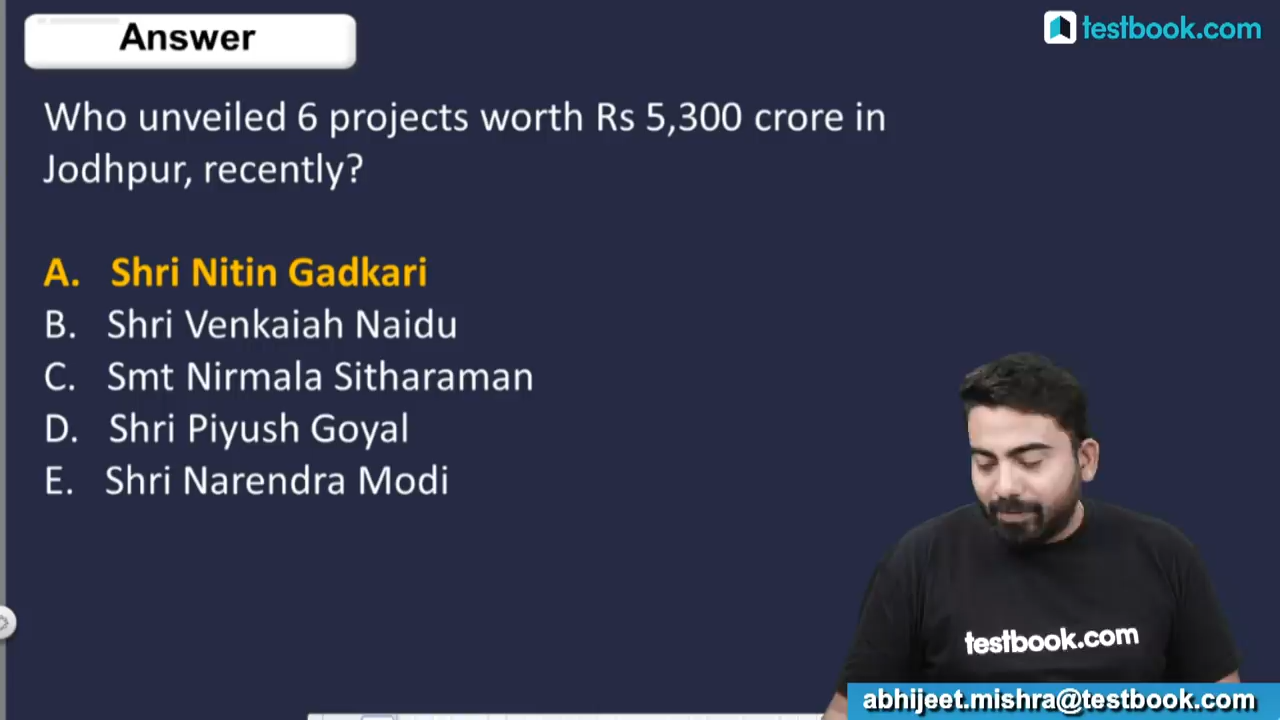 Answer
testbook.com
Who unveiled 6 projects worth Rs 5,300 crore in
Jodhpur, recently?
A. Shri Nitin Gadkari
B. Shri Venkaiah Naidu
C. Smt Nirmala Sitharaman
D. Shri Piyush Goyal
E. Shri Narendra Modi
testbook.com
abhijeet.mishra@testbook.com